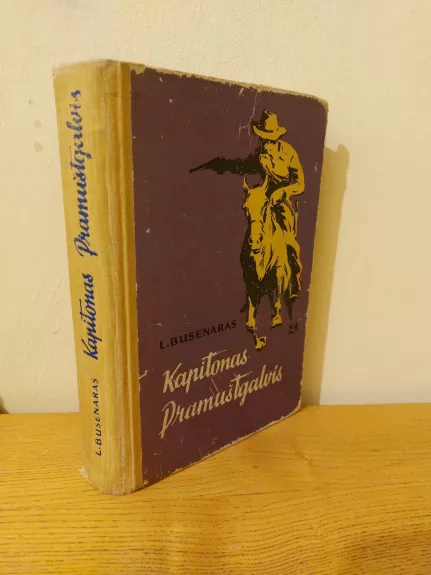 L. BUSENARAS Kapitonas Pramuštgalvis
L. BUSENARAS
Kapitonas
Pramuštgalvis